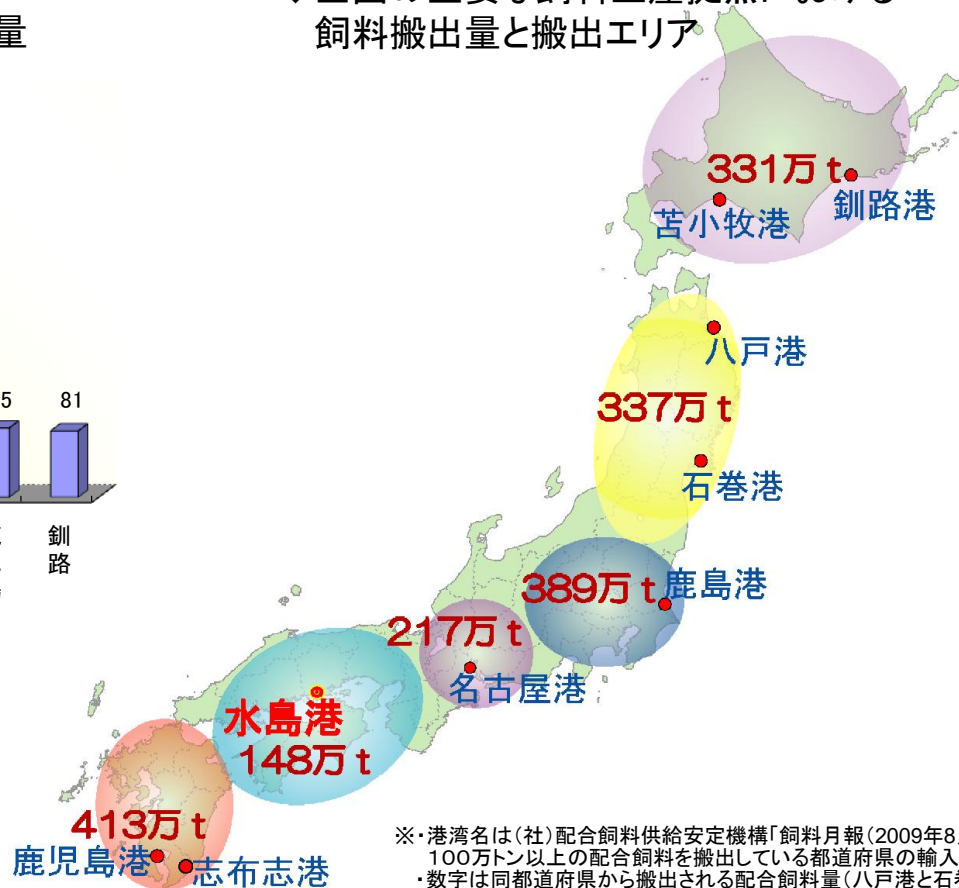 量
飼料搬出量と搬出エリア
331万t
釧路港
苫小牧港
八戸港
337万t
石巻港
5 81
釧路
389万t
鹿島港
217万t
名古屋港
水島港
148万t
413万t
鹿児島港
志布志港
※・港湾名は(社)配合飼料供給安定機構「飼料月報(2009年8
100万トン以上の配合飼料を搬出している都道府県の輸入
・数字は同都道府県から搬出される配合飼料量(八戸港と石巻